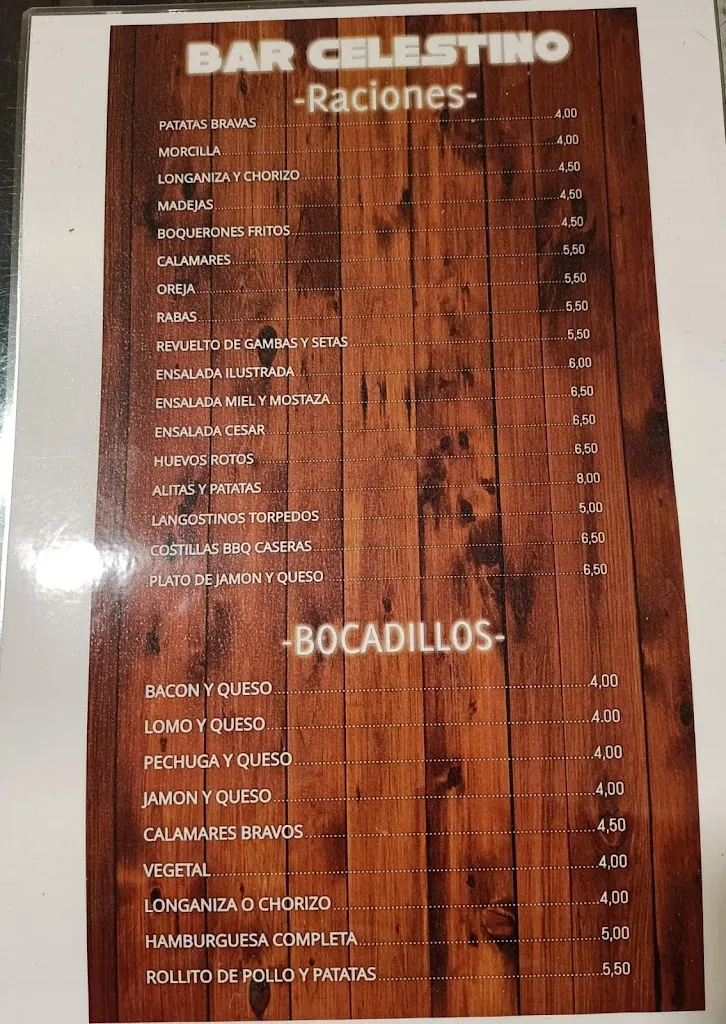 BAR CELESTINO
-Raciones-
PATATAS BRAVAS 4,00
MORCILLA 4,00
LONGANIZA Y CHORIZO 4,50
MADEJAS 4,50
BOQUERONES FRITOS 4,50
CALAMARES 5,50
OREJA 5,50
RABAS 5,50
REVUELTO DE GAMBAS Y SETAS 5,50
ENSALADA ILUSTRADA 6,00
ENSALADA MIEL Y MOSTAZA 6,50
ENSALADA CESAR 6,50
HUEVOS ROTOS 6,50
ALITAS Y PATATAS 8,00
LANGOSTINOS TORPEDOS 5,00
COSTILLAS BBQ CASERAS 6,50
PLATO DE JAMON Y QUESO 6,50
-BOCADILLOS-
BACON Y QUESO 4,00
LOMO Y QUESO 4.00
PECHUGA Y QUESO 4,00
JAMON Y QUESO 4,00
CALAMARES BRAVOS 4,50
VEGETAL 4,00
LONGANIZA O CHORIZO 4,00
HAMBURGUESA COMPLETA 5,00
ROLLITO DE POLLO Y PATATAS 5,50